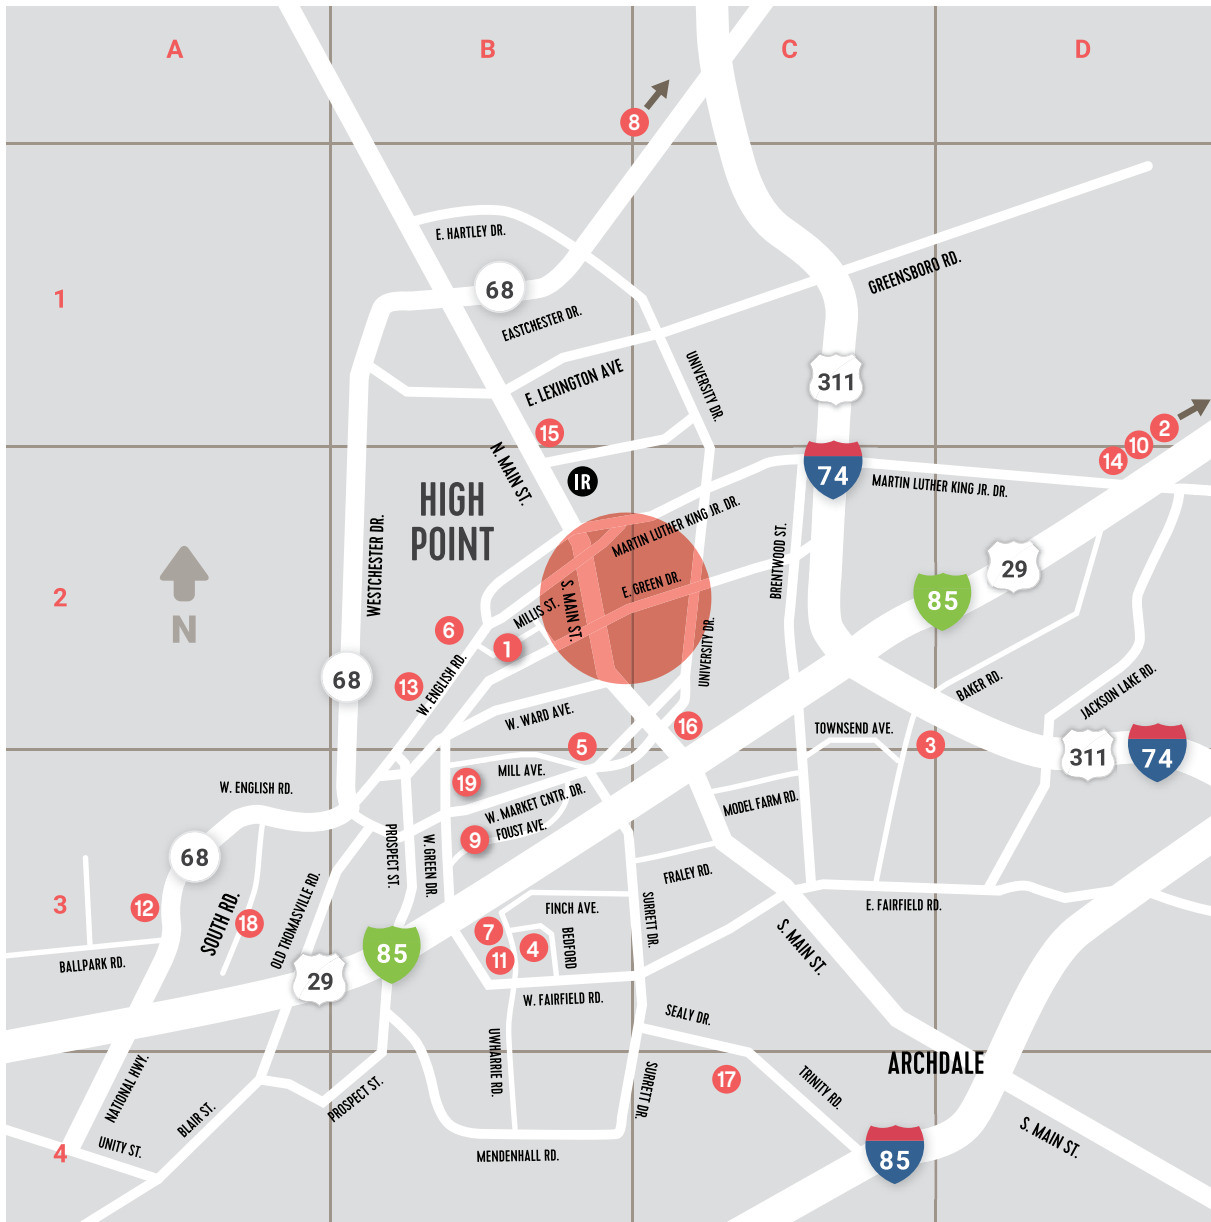 A
B
C
D
8
E. HARTLEY DR.
68
GREENSBORO RD.
1
EASTCHESTER DR.
E. LEXINGTON AVE
UNIVERSITY DR.
311
15
2
10
14
N. MAIN ST.
IR
74
MARTIN LUTHER KING JR. DR.
HIGH
POINT
WESTCHESTER DR.
MARTIN LUTHER KING JR. DR.
BRENTWOOD ST.
29
85
2
E. GREEN DR.
S. MAIN ST.
MILLIS ST.
N
6
1
UNIVERSITY DR.
68
13
W. ENGLISH RD.
BAKER RD.
JACKSON LAKE RD.
W. WARD AVE.
16
TOWNSEND AVE.
5
3
311
74
MILL AVE.
19
W. ENGLISH RD.
W. MARKET CNTR. DR.
MODEL FARM RD.
FOUST AVE.
9
PROSPECT ST.
W. GREEN DR.
68
FRALEY RD.
3
12
SOUTH RD.
18
OLD THOMASVILLE RD.
FINCH AVE.
SURRETT DR.
E. FAIRFIELD RD.
7
4
BEDFORD
11
S. MAIN ST.
BALLPARK RD.
85
29
W. FAIRFIELD RD.
SEALY DR.
UWHARRIE RD.
ARCHDALE
NATIONAL HWY.
SURRETT DR.
17
TRINITY RD.
PROSPECT ST.
BLAIR ST.
4
UNITY ST.
MENDENHALL RD.
85
S. MAIN ST.